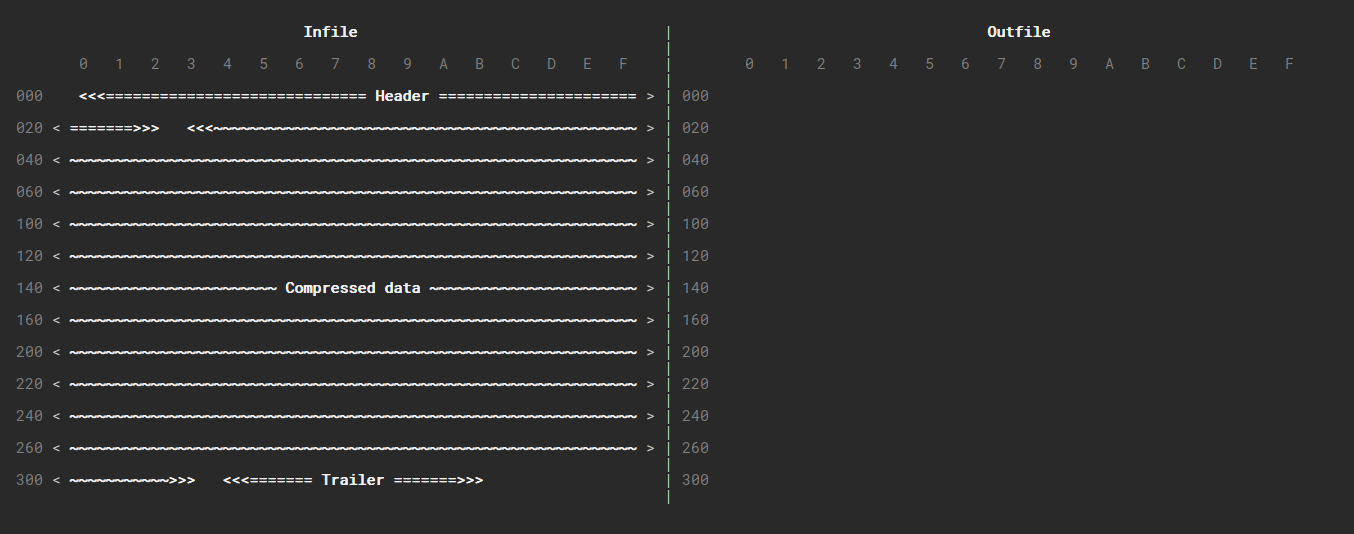 Infile | Outfile
0 1 2 3 4 5 6 7 8 9 A B C D E F | 0 1 2 3 4 5 6 7 8 9 A B C D E F
000 <<<============================= Header ====================== > | 000
020 < =======>>> <<<~~~~~~~~~~~~~~~~~~~~~~~~~~~~~~~~~~~~~~~~~~~~~~~ > | 020
040 < ~~~~~~~~~~~~~~~~~~~~~~~~~~~~~~~~~~~~~~~~~~~~~~~~~~~~~~~~~~~~~~~ > | 040
060 < ~~~~~~~~~~~~~~~~~~~~~~~~~~~~~~~~~~~~~~~~~~~~~~~~~~~~~~~~~~~~~~~ > | 060
100 < ~~~~~~~~~~~~~~~~~~~~~~~~~~~~~~~~~~~~~~~~~~~~~~~~~~~~~~~~~~~~~~~ > | 100
120 < ~~~~~~~~~~~~~~~~~~~~~~~~~~~~~~~~~~~~~~~~~~~~~~~~~~~~~~~~~~~~~~~ > | 120
140 < ~~~~~~~~~~~~~~~~~~~~~~~ Compressed data ~~~~~~~~~~~~~~~~~~~~~~~ > | 140
160 < ~~~~~~~~~~~~~~~~~~~~~~~~~~~~~~~~~~~~~~~~~~~~~~~~~~~~~~~~~~~~~~~ > | 160
200 < ~~~~~~~~~~~~~~~~~~~~~~~~~~~~~~~~~~~~~~~~~~~~~~~~~~~~~~~~~~~~~~~ > | 200
220 < ~~~~~~~~~~~~~~~~~~~~~~~~~~~~~~~~~~~~~~~~~~~~~~~~~~~~~~~~~~~~~~~ > | 220
240 < ~~~~~~~~~~~~~~~~~~~~~~~~~~~~~~~~~~~~~~~~~~~~~~~~~~~~~~~~~~~~~~~ > | 240
260 < ~~~~~~~~~~~~~~~~~~~~~~~~~~~~~~~~~~~~~~~~~~~~~~~~~~~~~~~~~~~~~~~ > | 260
300 < ~~~~~~~~~~~>>> <<<======= Trailer =======>>> | 300